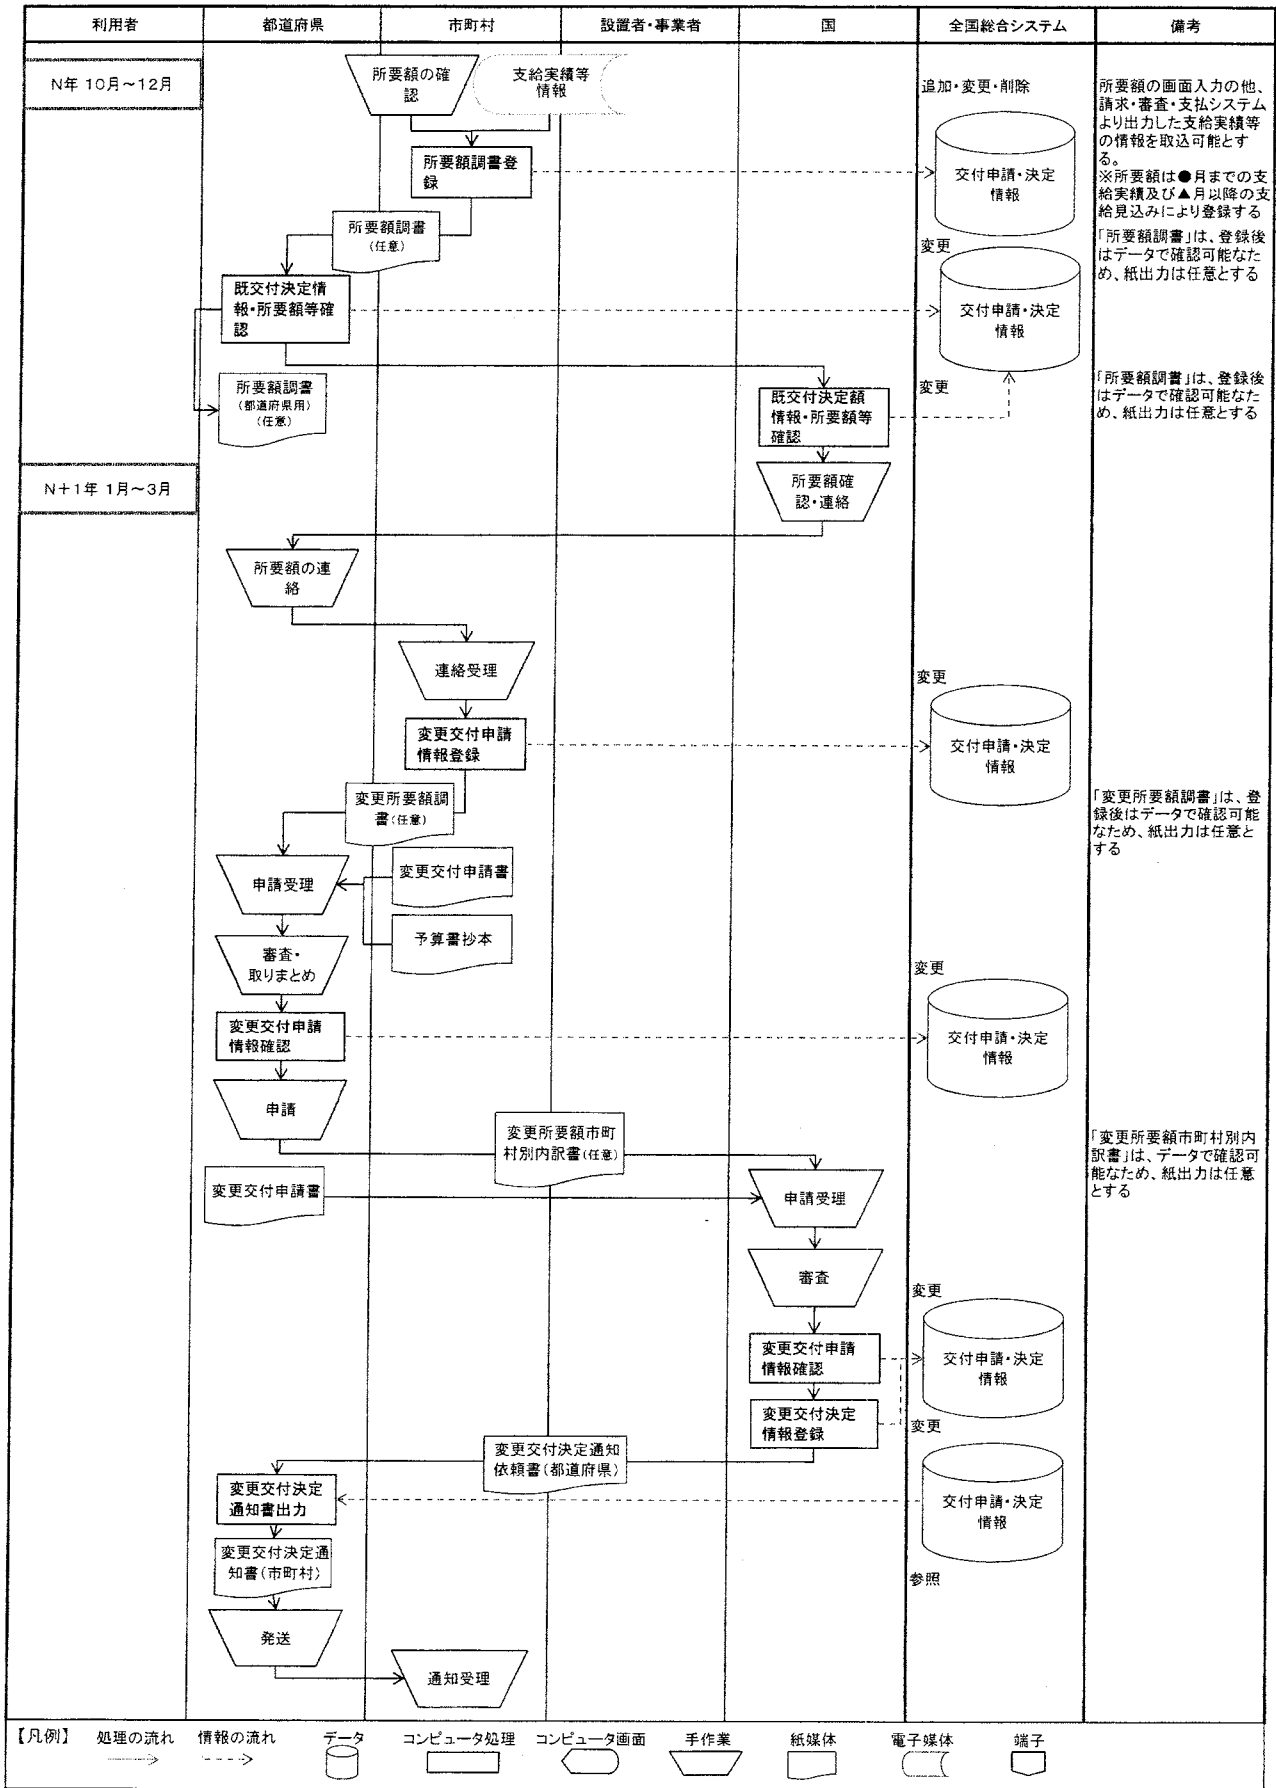 利用者
都道府県
市町村
設置者・事業者
国
全国総合システム
備考
N年 10月～12月
所要額の確
認
支給実績等
情報
追加・変更・削除
所要額の画面入力の他、
請求・審査・支払システム
より出力した支給実績等
の情報を取込可能とす
る。
※所要額は●月までの支
給実績及び▲月以降の支
給見込みにより登録する
所要額調書登
録
交付申請・決定
情報
所要額調書
(任意)
変更
「所要額調書」は、登録後
はデータで確認可能なた
め、紙出力は任意とする
既交付決定情
報・所要額等確
認
交付申請・決定
情報
所要額調書
(都道府県用)
(任意)
既交付決定額
情報・所要額等
確認
変更
「所要額調書」は、登録後
はデータで確認可能なた
め、紙出力は任意とする
N＋1年 1月～3月
所要額確
認・連絡
所要額の連
絡
連絡受理
変更
変更交付申請
情報登録
交付申請・決定
情報
変更所要額調
書(任意)
「変更所要額調書」は、登
録後はデータで確認可能
なため、紙出力は任意と
する
申請受理
変更交付申請書
予算書抄本
審査・
取りまとめ
変更
変更交付申請
情報確認
交付申請・決定
情報
申請
変更所要額市町
村別内訳書(任意)
「変更所要額市町村別内
訳書」は、データで確認可
能なため、紙出力は任意
とする
変更交付申請書
申請受理
審査
変更
変更交付申請
情報確認
交付申請・決定
情報
変更交付決定
情報登録
変更
変更交付決定通知
依頼書(都道府県)
変更交付決定
通知書出力
交付申請・決定
情報
変更交付決定通
知書(市町村)
参照
発送
通知受理
【凡例】
処理の流れ
情報の流れ
データ
コンピュータ処理
コンピュータ画面
手作業
紙媒体
電子媒体
端子